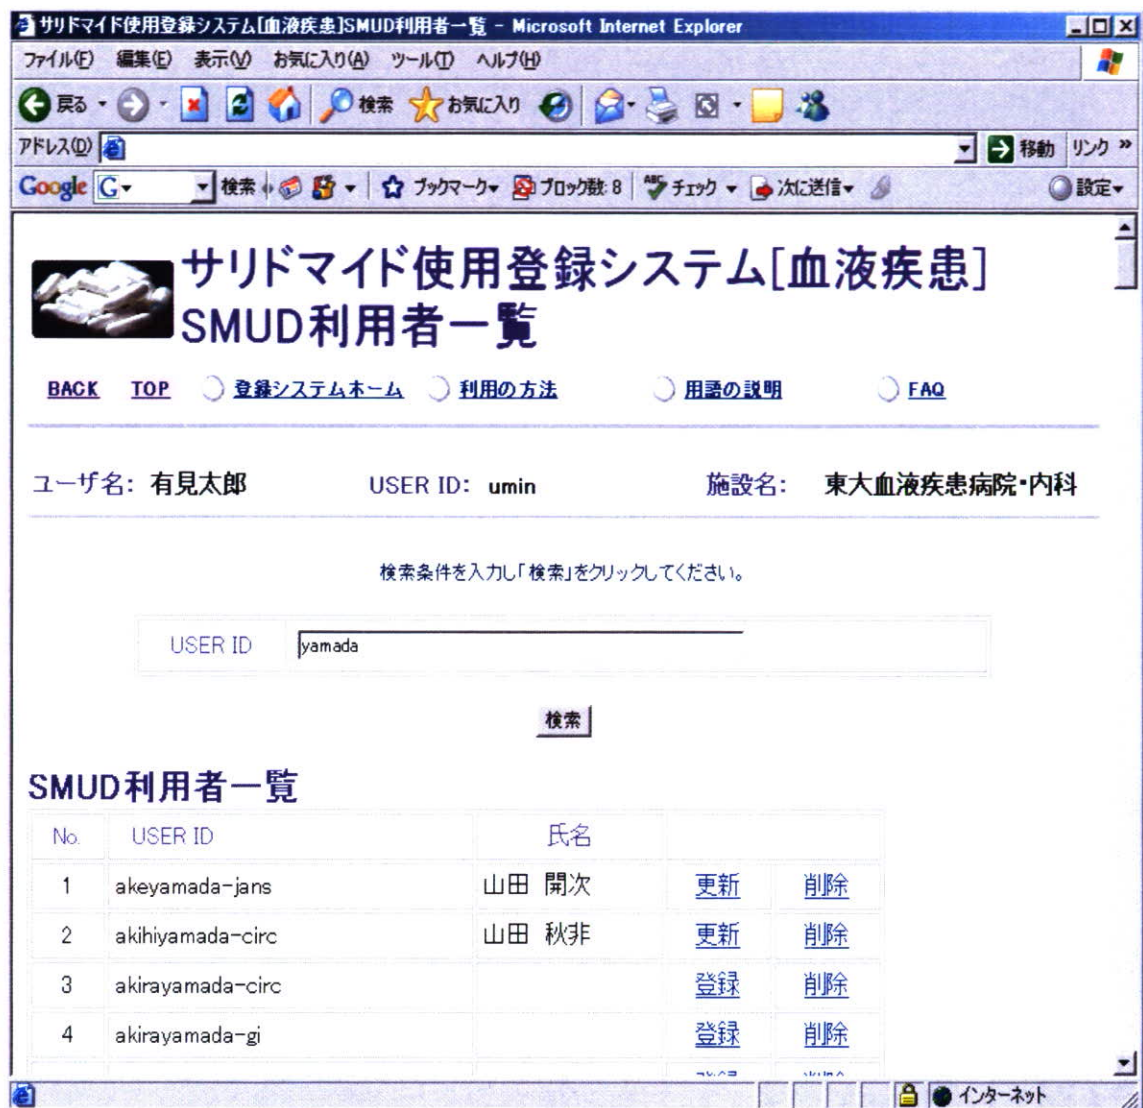 サリドマイド使用登録システム[血液疾患]SMUD利用者一覧 - Microsoft Internet Explorer
ファイル(F) 編集(E) 表示(V) お気に入り(A) ツール(T) ヘルプ(H)
戻る 検索 お気に入り
アドレス(D) 移動 リンク »
Google G 検索 ブックマーク ブロック数: 8 ABC チェック 次に送信 設定
サリドマイド使用登録システム[血液疾患]
SMUD利用者一覧
BACK TOP 登録システムホーム 利用の方法 用語の説明 FAQ
ユーザ名: 有見太郎 USER ID: umin 施設名: 東大血液疾患病院・内科
検索条件を入力し「検索」をクリックしてください。
USER ID yamada
検索
SMUD利用者一覧
No. USER ID 氏名
1 akeyamada-jans 山田 開次 更新 削除
2 akihiyamada-circ 山田 秋非 更新 削除
3 akirayamada-circ 登録 削除
4 akirayamada-gi 登録 削除
インターネット